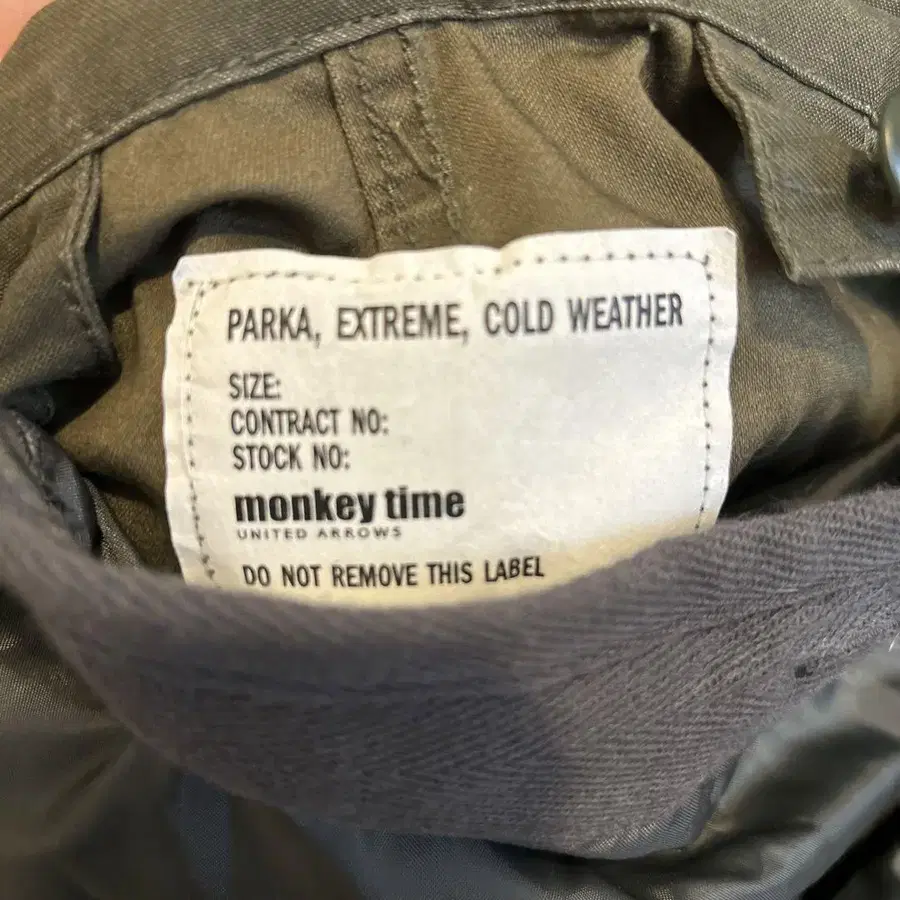 PARKA, EXTREME, COLD WEATHER
SIZE:
CONTRACT NO:
STOCK NO:
monkey time
UNITED ARROWS
DO NOT REMOVE THIS LABEL